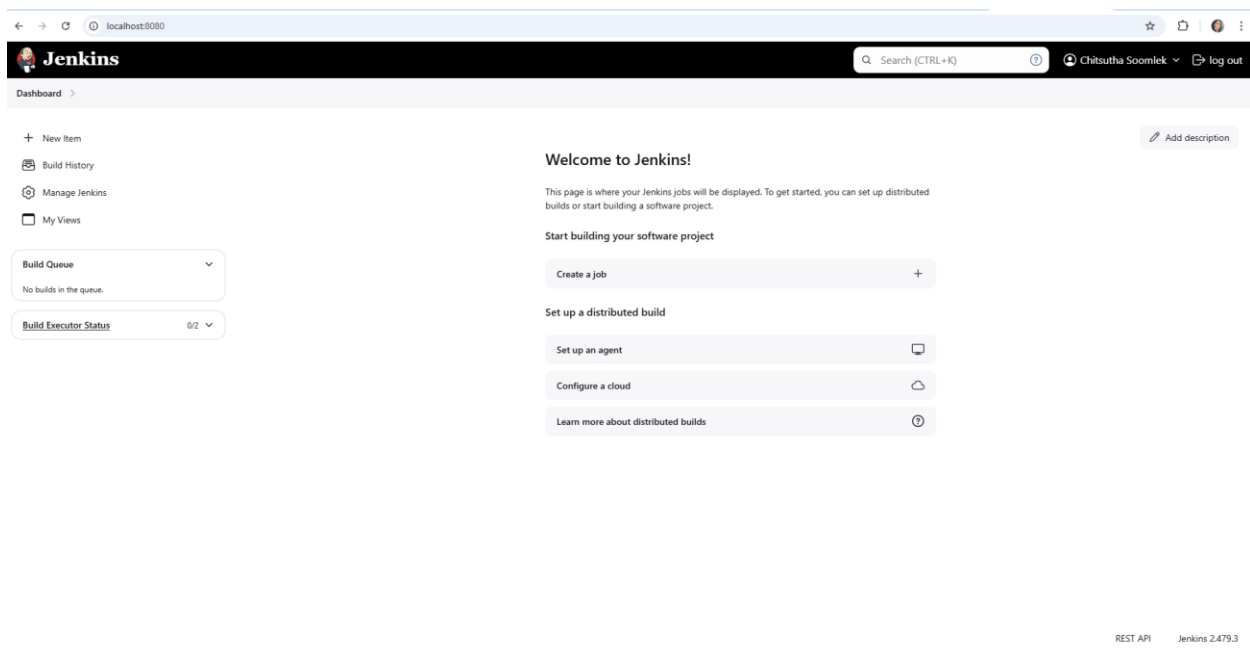 localhost:8080
Jenkins
Search (CTRL+K)
Chitsutha Soomlek
log out
Dashboard
New Item
Build History
Manage Jenkins
My Views
Build Queue
No builds in the queue.
Build Executor Status 0/2
Add description
Welcome to Jenkins!
This page is where your Jenkins jobs will be displayed. To get started, you can set up distributed
builds or start building a software project.
Start building your software project
Create a job
Set up a distributed build
Set up an agent
Configure a cloud
Learn more about distributed builds
REST API Jenkins 2.479.3